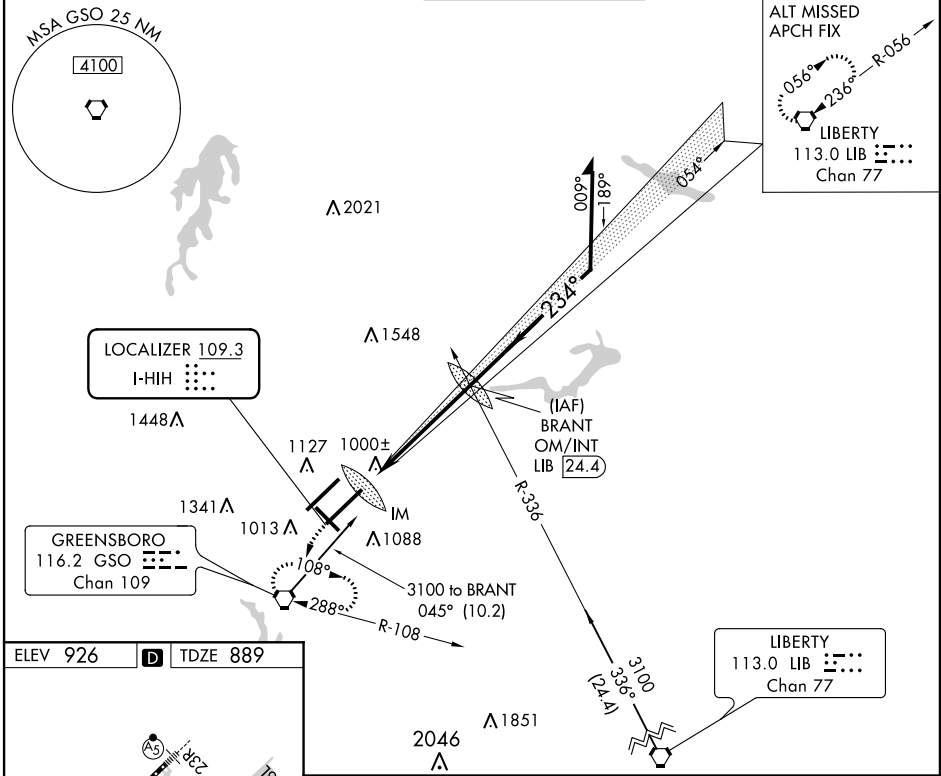 MSA GSO 25 NM
4100
ALT MISSED
APCH FIX
R-056
056°
236°
LIBERTY
113.0 LIB
Chan 77
2021
009°
189°
054°
234°
1548
LOCALIZER 109.3
I-HIH
(IAF)
BRANT
OM/INT
LIB 24.4
1448
1127
1000±
IM
1341
1013
1088
R-336
GREENSBORO
116.2 GSO
Chan 109
108°
288°
R-108
3100 to BRANT
045° (10.2)
3100
336°
(24.4)
LIBERTY
113.0 LIB
Chan 77
ELEV 926
D
TDZE 889
1851
2046
A5
23R